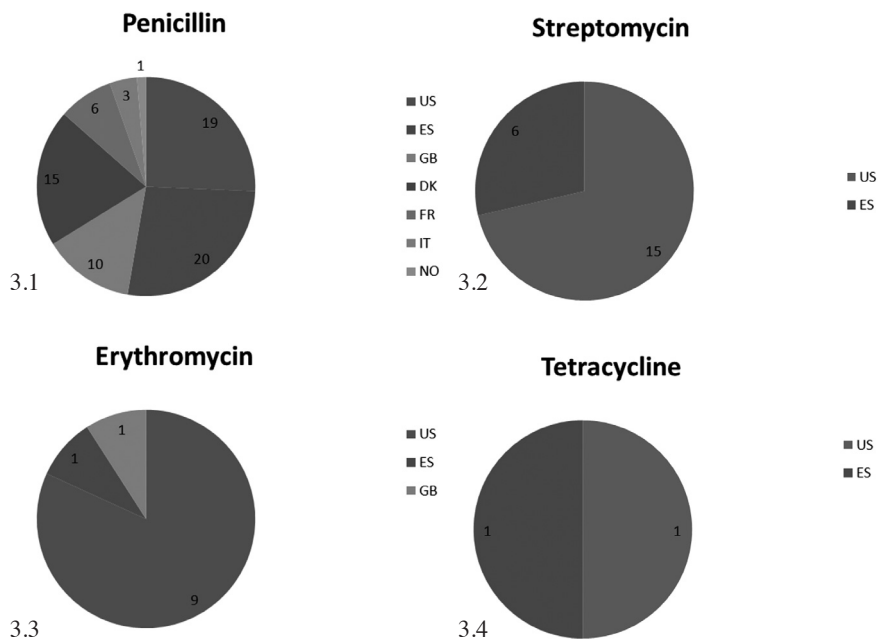 Penicillin
1
3
6
19
15
10
20
US
ES
GB
DK
FR
IT
NO
3.1
Streptomycin
6
15
US
ES
3.2
Erythromycin
1
1
9
US
ES
GB
3.3
Tetracycline
1
1
US
ES
3.4